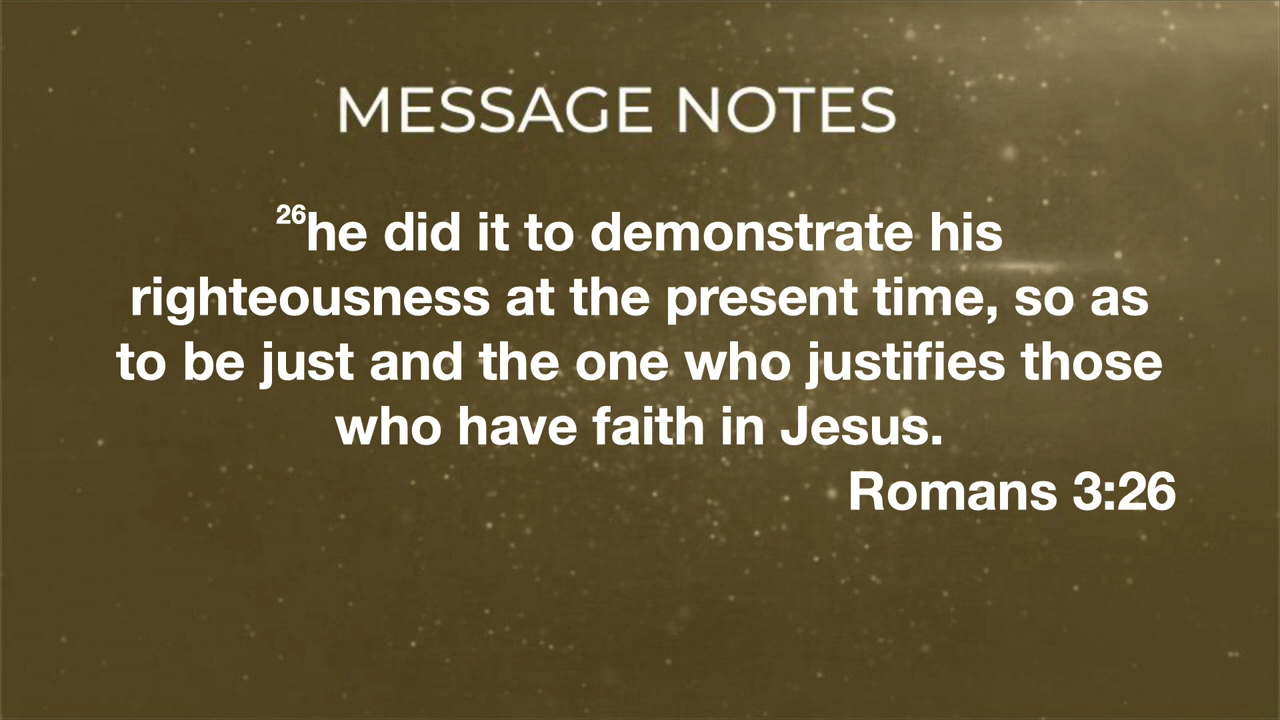 MESSAGE NOTES
26he did it to demonstrate his
righteousness at the present time, so as
to be just and the one who justifies those
who have faith in Jesus.
Romans 3:26